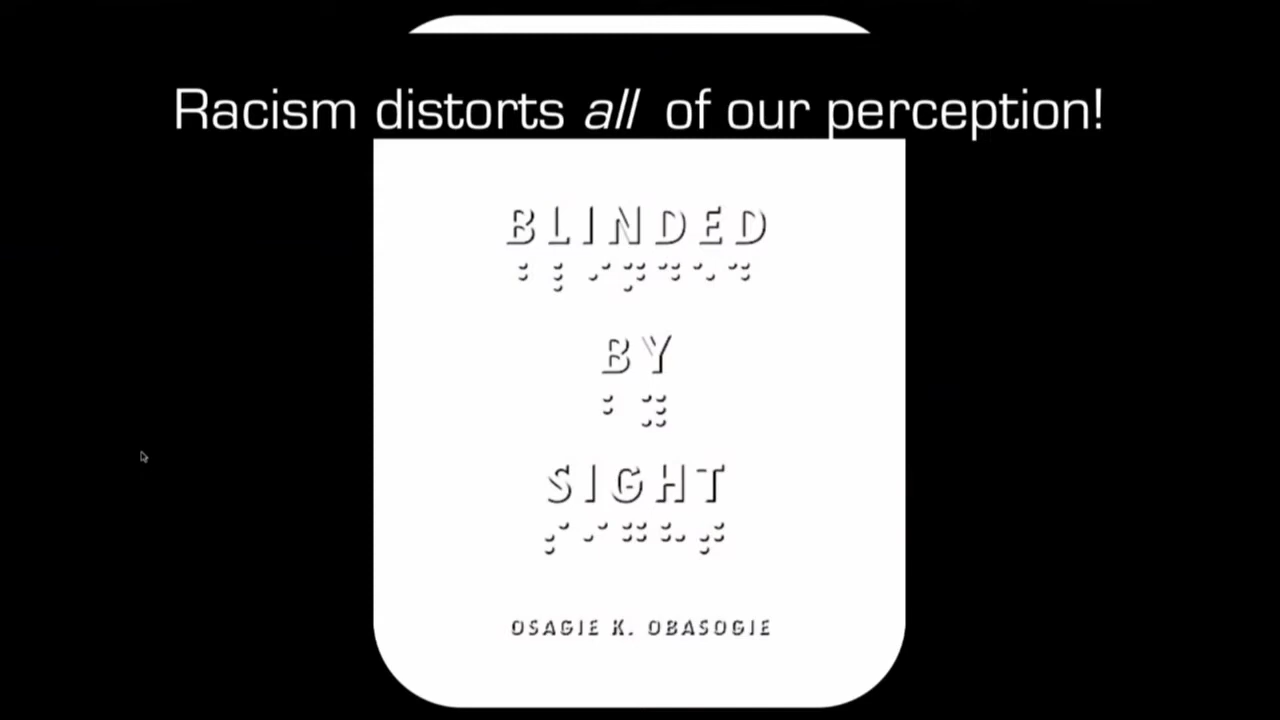 Racism distorts all of our perception!
BLINDED
⠃⠇⠊⠝⠙⠑⠙
BY
⠃⠽
SIGHT
⠎⠊⠛⠓⠞
OSAGIE K. OBASOGIE